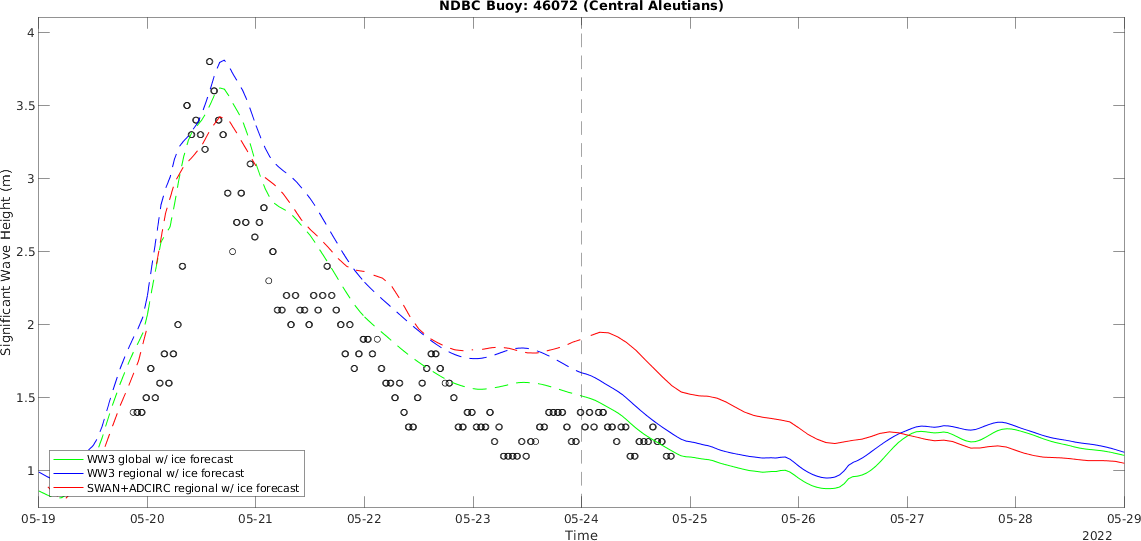 NDBC Buoy: 46072 (Central Aleutians)
4
3.5
3
2.5
2
1.5
1
Significant Wave Height (m)
WW3 global w/ ice forecast
WW3 regional w/ ice forecast
SWAN+ADCIRC regional w/ ice forecast
05-19 05-20 05-21 05-22 05-23 05-24 05-25 05-26 05-27 05-28 05-29
Time
2022